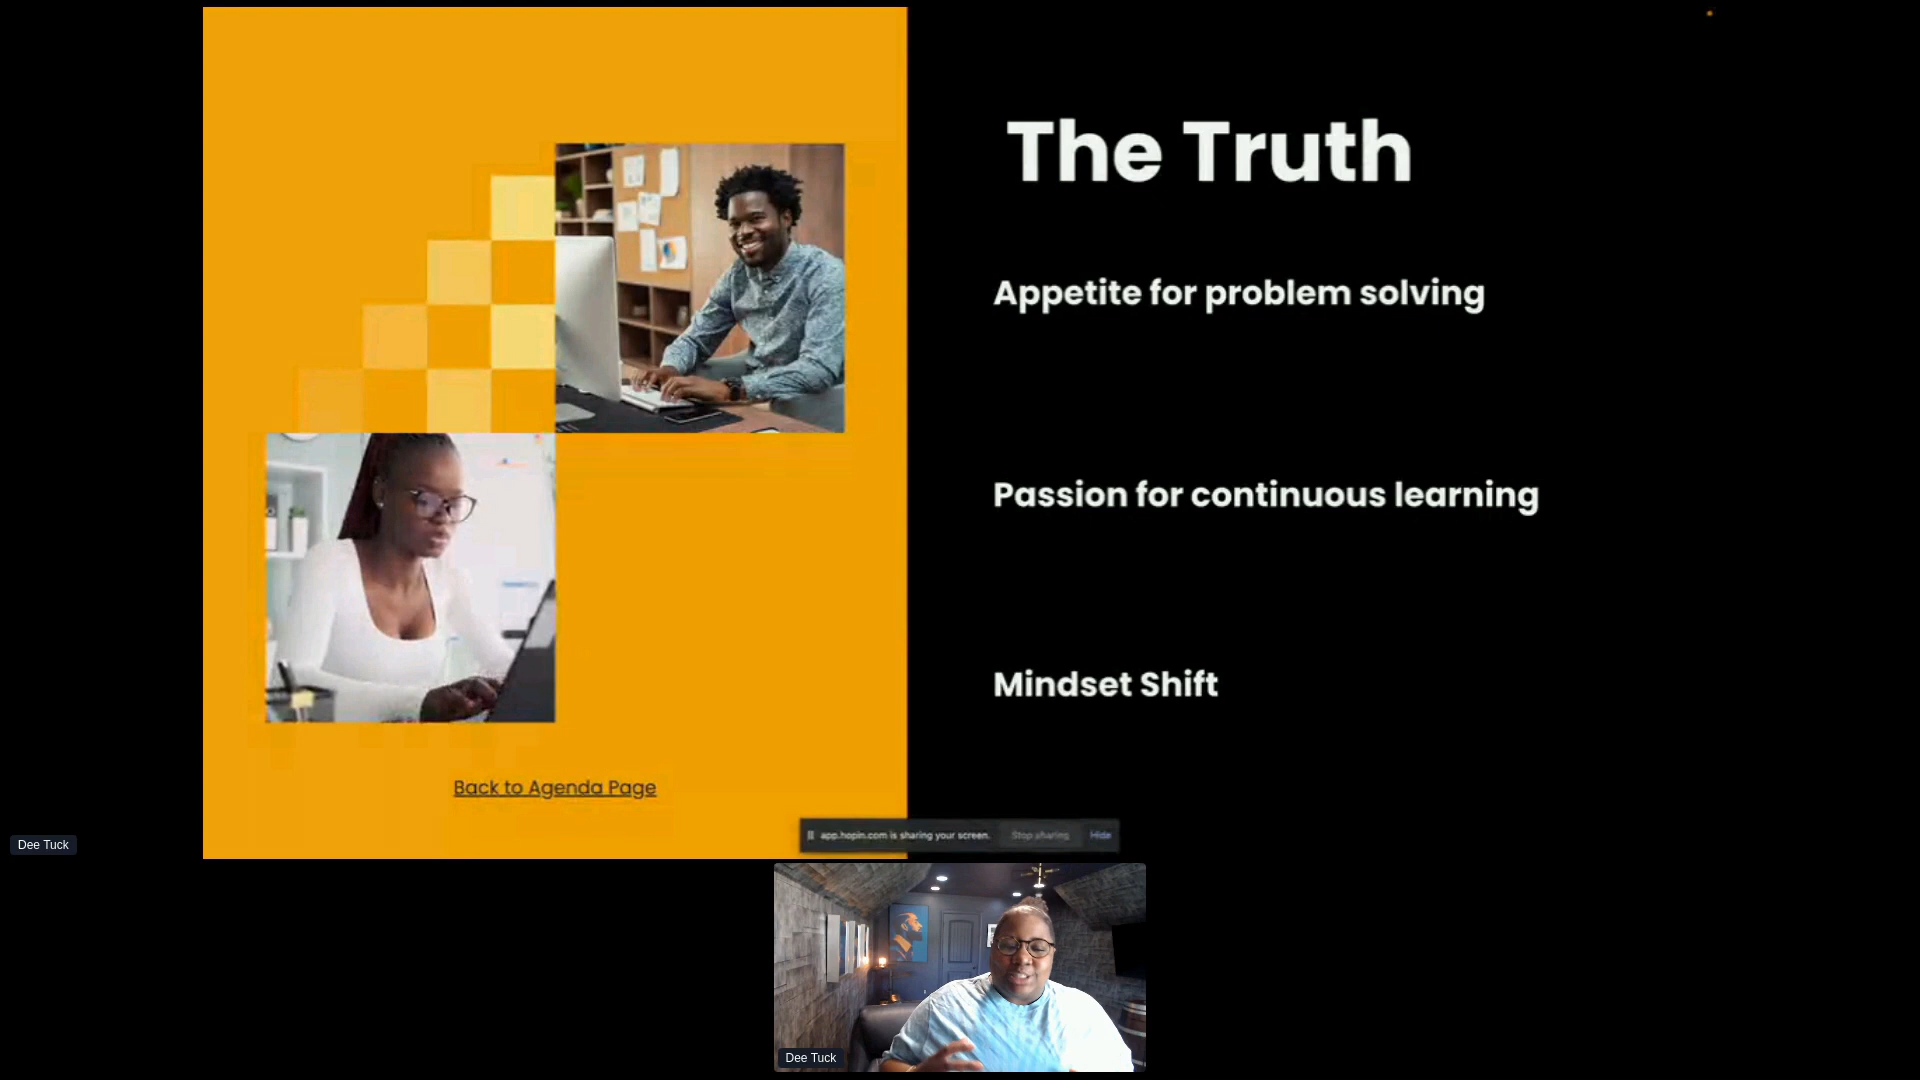 The Truth
Appetite for problem solving
Passion for continuous learning
Mindset Shift
Back to Agenda Page
app.hopin.com is sharing your screen.
Stop sharing
Hide
Dee Tuck
Dee Tuck